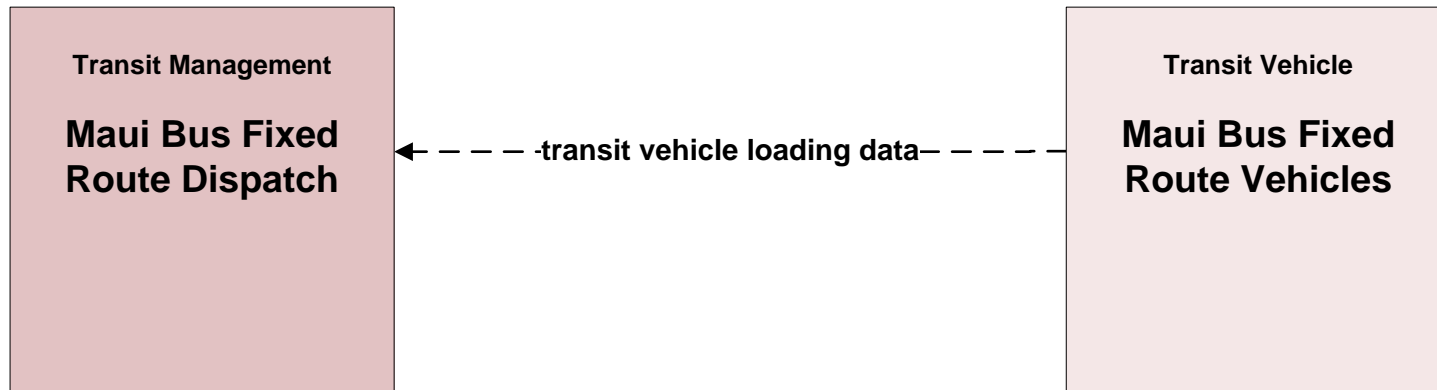 Transit Management
Maui Bus Fixed
Route Dispatch
transit vehicle loading data
Transit Vehicle
Maui Bus Fixed
Route Vehicles